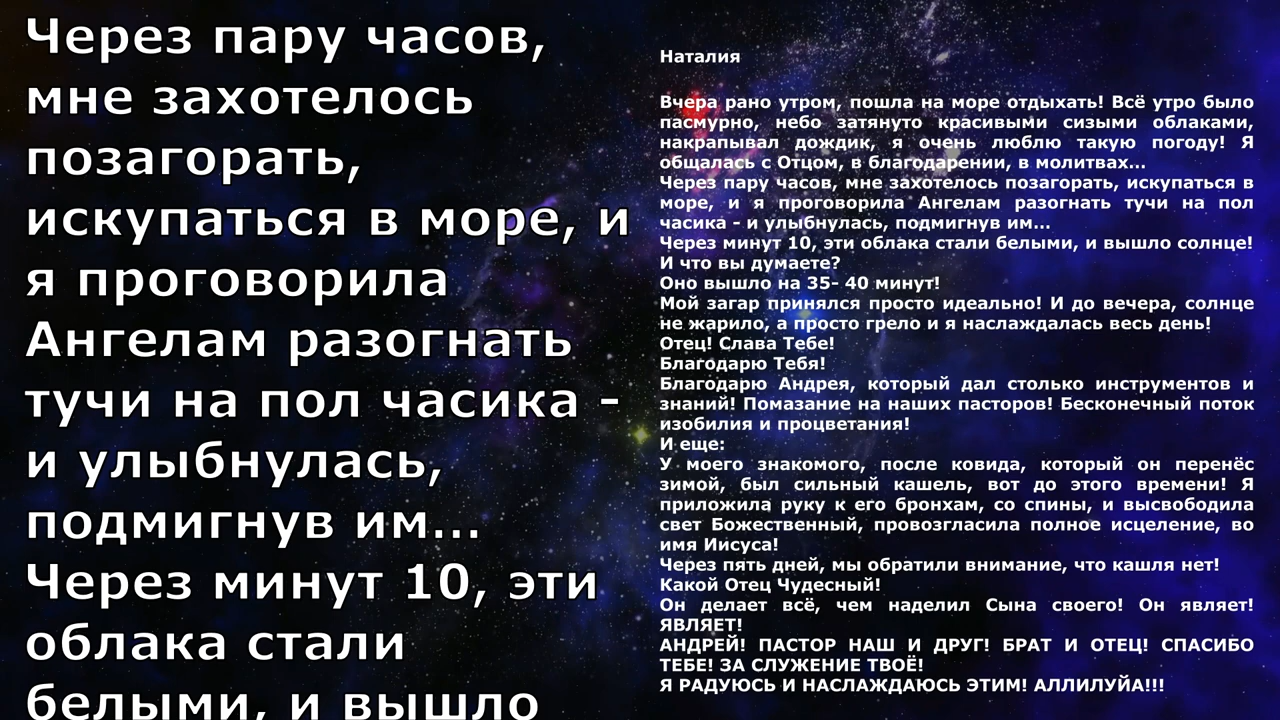 Через пару часов,
мне захотелось
позагорать,
искупаться в море, и
я проговорила
Ангелам разогнать
тучи на пол часика -
и улыбнулась,
подмигнув им...
Через минут 10, эти
облака стали
белыми, и вышло
Наталия
Вчера рано утром, пошла на море отдыхать! Всё утро было
пасмурно, небо затянуто красивыми сизыми облаками,
накрапывал дождик, я очень люблю такую погоду! Я
общалась с Отцом, в благодарении, в молитвах...
Через пару часов, мне захотелось позагорать, искупаться в
море, и я проговорила Ангелам разогнать тучи на пол
часика - и улыбнулась, подмигнув им...
Через минут 10, эти облака стали белыми, и вышло солнце!
И что вы думаете?
Оно вышло на 35- 40 минут!
Мой загар принялся просто идеально! И до вечера, солнце
не жарило, а просто грело и я наслаждалась весь день!
Отец! Слава Тебе!
Благодарю Тебя!
Благодарю Андрея, который дал столько инструментов и
знаний! Помазание на наших пасторов! Бесконечный поток
изобилия и процветания!
И еще:
У моего знакомого, после ковида, который он перенёс
зимой, был сильный кашель, вот до этого времени! Я
приложила руку к его бронхам, со спины, и высвободила
свет Божественный, провозгласила полное исцеление, во
имя Иисуса!
Через пять дней, мы обратили внимание, что кашля нет!
Какой Отец Чудесный!
Он делает всё, чем наделил Сына своего! Он являет!
ЯВЛЯЕТ!
АНДРЕЙ! ПАСТОР НАШ И ДРУГ! БРАТ И ОТЕЦ! СПАСИБО
ТЕБЕ! ЗА СЛУЖЕНИЕ ТВОЁ!
Я РАДУЮСЬ И НАСЛАЖДАЮСЬ ЭТИМ! АЛЛИЛУЙА!!!